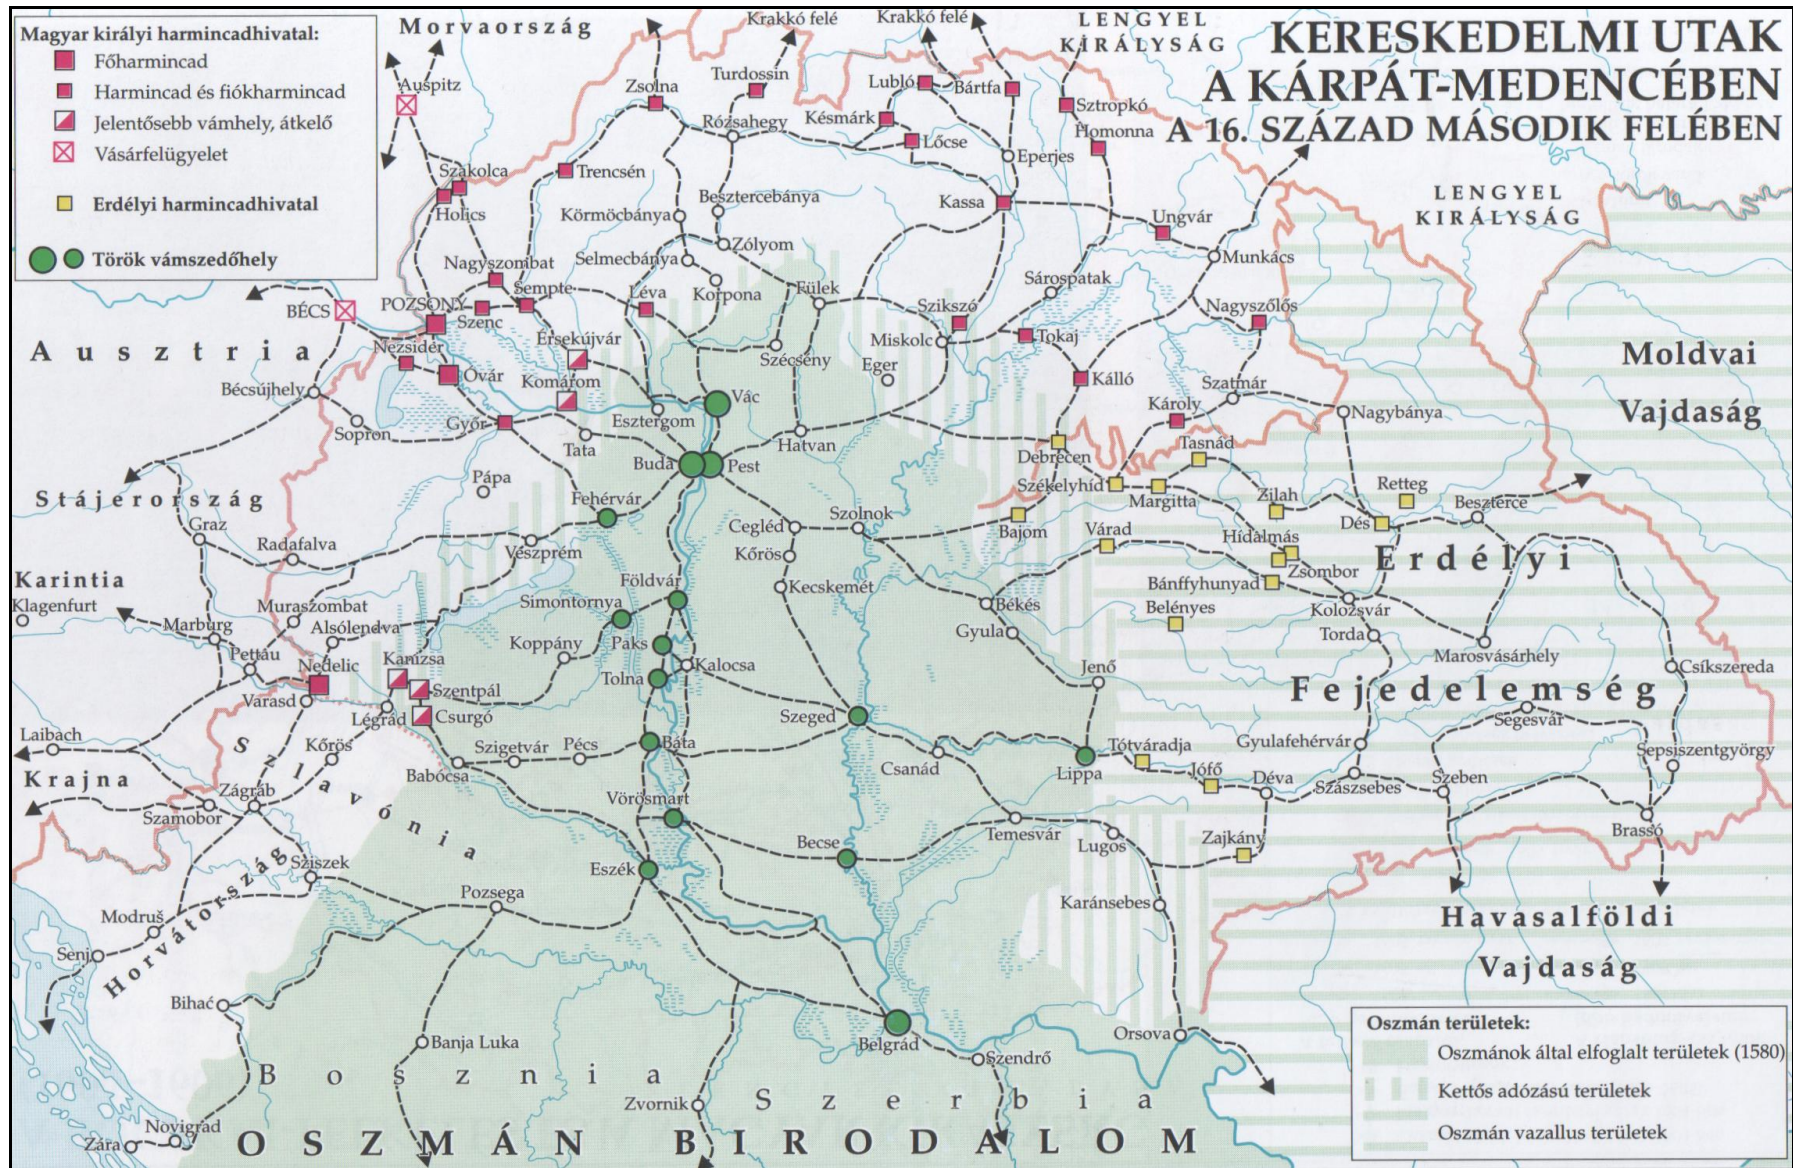 KERESKEDELMI UTAK
A KÁRPÁT-MEDENCÉBEN
A 16. SZÁZAD MÁSODIK FELÉBEN
Magyar királyi harmincadhivatal:
Főharmincad
Harmincad és fiókharmincad
Jelentősebb vámhely, átkelő
Vásárfelügyelet
Erdélyi harmincadhivatal
Török vámszedőhely
Morvaország
Krakkó felé
Krakkó felé
LENGYEL
KIRÁLYSÁG
Auspitz
Zsolna
Turdossin
Lubló
Bártfa
Sztropkó
Késmárk
Rózsahegy
Homonna
Lőcse
Eperjes
Szakolca
Trencsén
Holics
Körmöcbánya
Besztercebánya
Kassa
Ungvár
LENGYEL
KIRÁLYSÁG
Zólyom
Selmecbánya
Munkács
Nagyszombat
Sempte
Léva
Korpona
Fülek
Sárospatak
BÉCS
POZSONY
Szenc
Szikszó
Nagyszőlős
Ausztria
Nezsidér
Érsekújvár
Miskolc
Tokaj
Moldvai
Vajdaság
Óvár
Komárom
Szécsény
Eger
Kálló
Bécsújhely
Szatmár
Vác
Károly
Nagybánya
Sopron
Győr
Esztergom
Tata
Hatvan
Tasnád
Buda
Pest
Debrecen
Pápa
Székelyhíd
Margitta
Zilah
Retteg
Stájerország
Fehérvár
Beszterce
Graz
Cegléd
Szolnok
Bajom
Várad
Dés
Hídalmás
Radafalva
Veszprém
Kőrös
Zsombor
Erdélyi
Karintia
Földvár
Kecskemét
Bánffyhunyad
Klagenfurt
Muraszombat
Simontornya
Békés
Belényes
Kolozsvár
Marburg
Alsólendva
Koppány
Paks
Gyula
Torda
Marosvásárhely
Pettau
Nedelic
Kanizsa
Kalocsa
Jenő
Csíkszereda
Varasd
Szentpál
Tolna
Fejedelemség
Légrád
Csurgó
Szeged
Segesvár
Laibach
Kőrös
Szigetvár
Pécs
Báta
Tótváradja
Gyulafehérvár
Sepsiszentgyörgy
Krajna
Babócsa
Csanád
Lippa
Jófő
Déva
Szászsebes
Szeben
Szlavónia
Zágráb
Szamobor
Vörösmart
Temesvár
Lugos
Zajkány
Brassó
Becse
Horvátország
Sziszek
Eszék
Pozsega
Karánsebes
Modruš
Senj
Havasalföldi
Vajdaság
Bihać
Banja Luka
Belgrád
Szendrő
Orsova
Bosznia
Zvornik
Szerbia
Novigrád
Zára
OSZMÁN BIRODALOM
Oszmán területek:
Oszmánok által elfoglalt területek (1580)
Kettős adózású területek
Oszmán vazallus területek